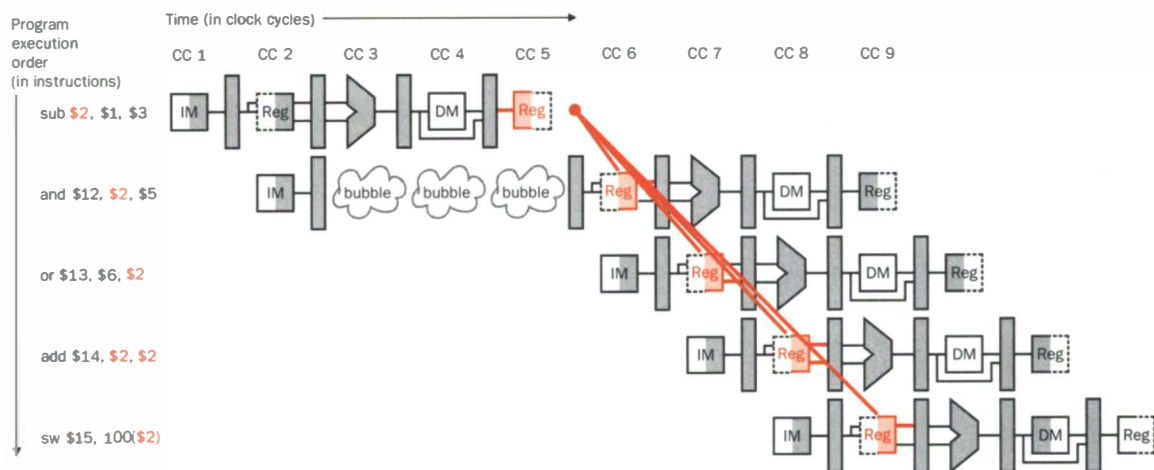 Program
execution
order
(in instructions)
Time (in clock cycles)
CC 1 CC 2 CC 3 CC 4 CC 5 CC 6 CC 7 CC 8 CC 9
sub $2, $1, $3
IM Reg DM Reg
and $12, $2, $5
IM bubble bubble bubble Reg DM Reg
or $13, $6, $2
IM Reg DM Reg
add $14, $2, $2
IM Reg DM Reg
sw $15, 100($2)
IM Reg DM Reg